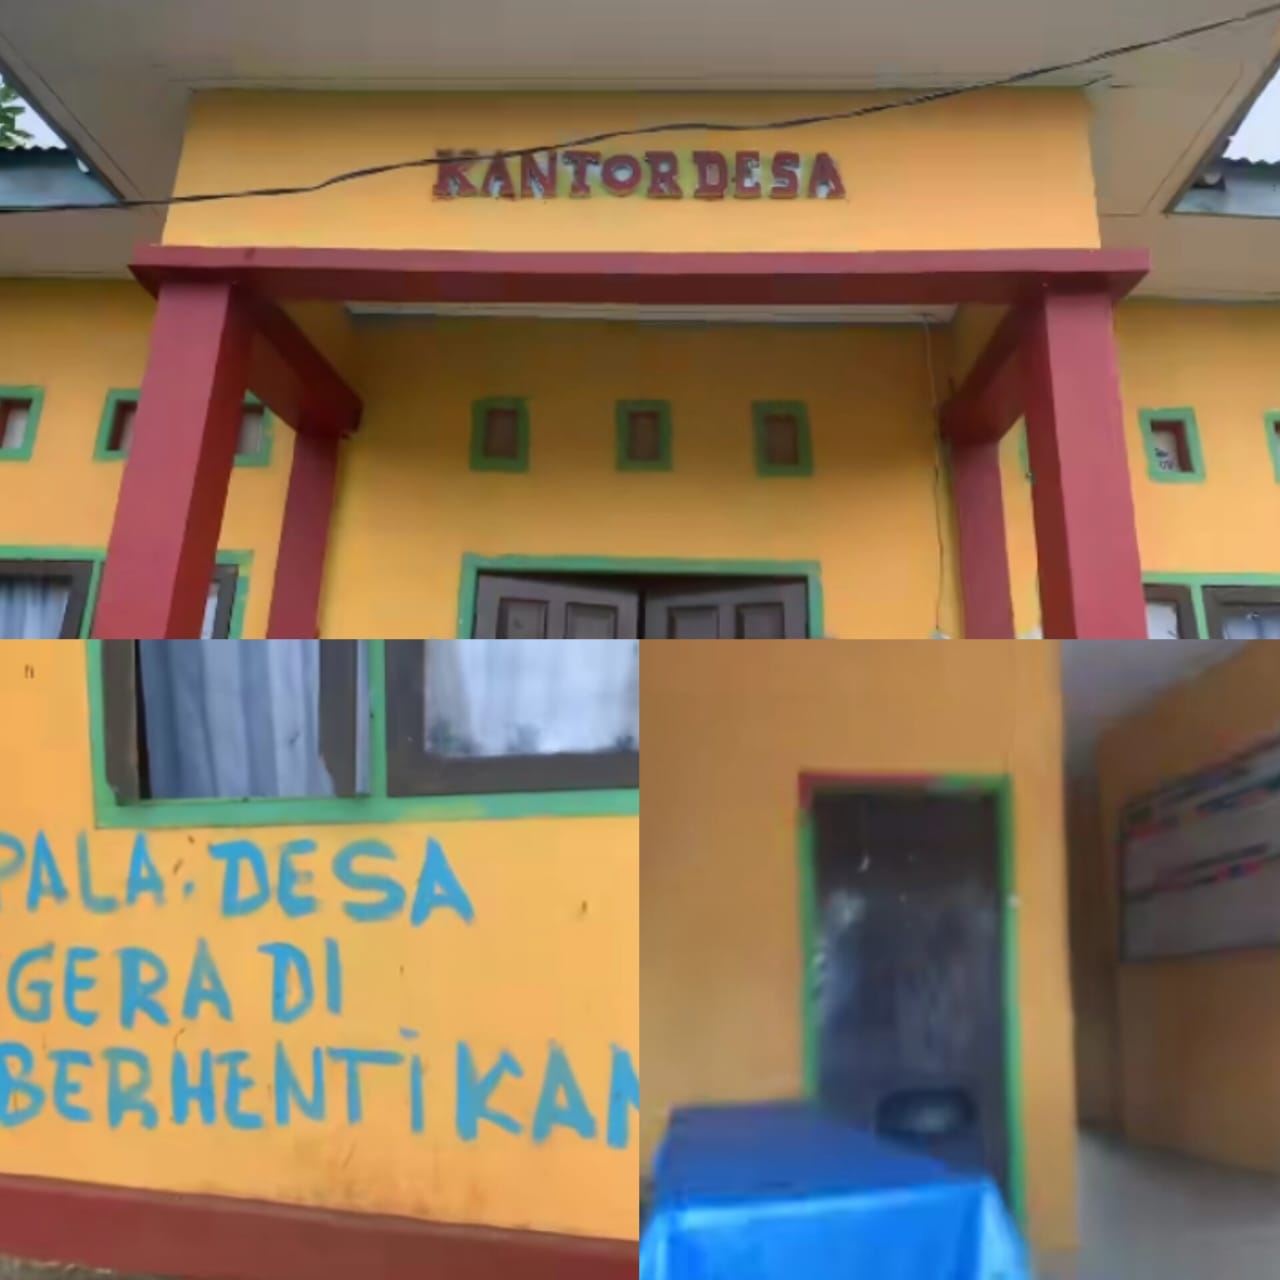 KANTOR DESA
PALA. DESA
GERA DI
BERHENTIKAN